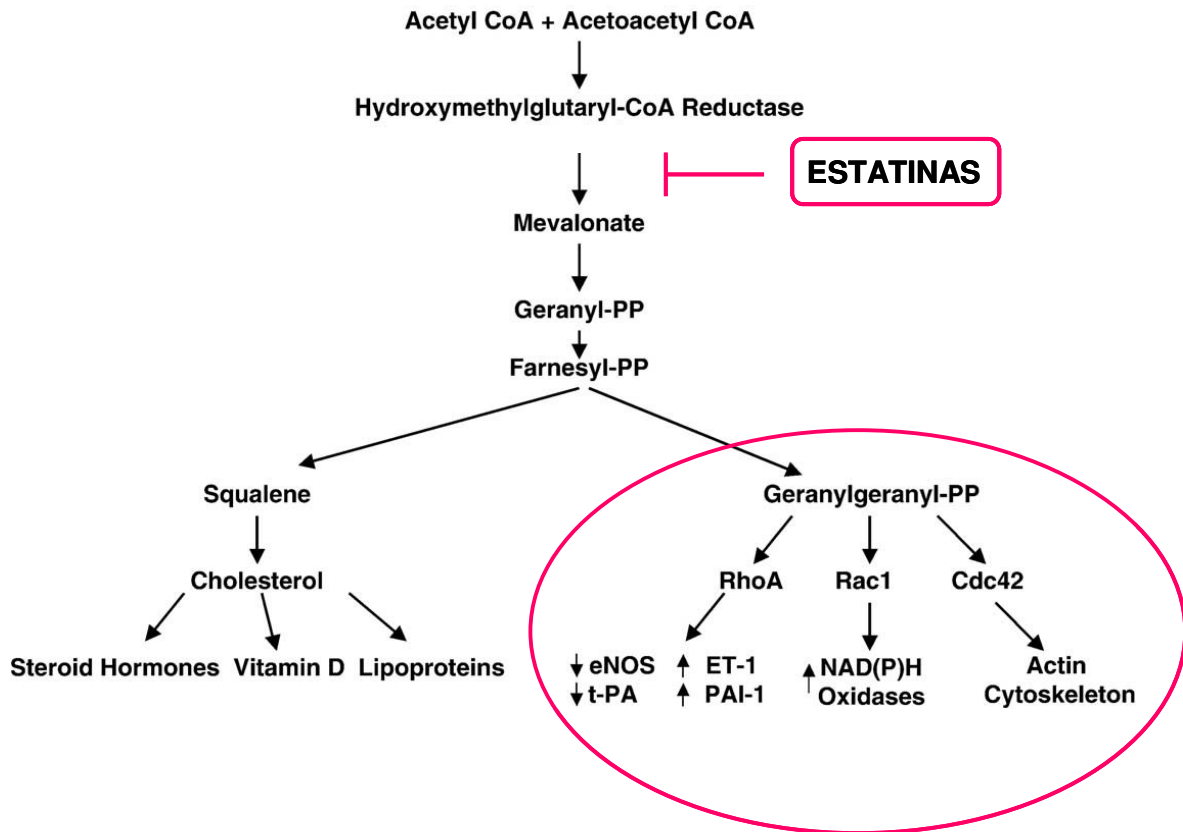 Acetyl CoA + Acetoacetyl CoA
Hydroxymethylglutaryl-CoA Reductase
ESTATINAS
Mevalonate
Geranyl-PP
Farnesyl-PP
Squalene
Geranylgeranyl-PP
Cholesterol
RhoA
Rac1
Cdc42
Steroid Hormones
Vitamin D
Lipoproteins
eNOS
t-PA
ET-1
PAI-1
NAD(P)H
Oxidases
Actin
Cytoskeleton